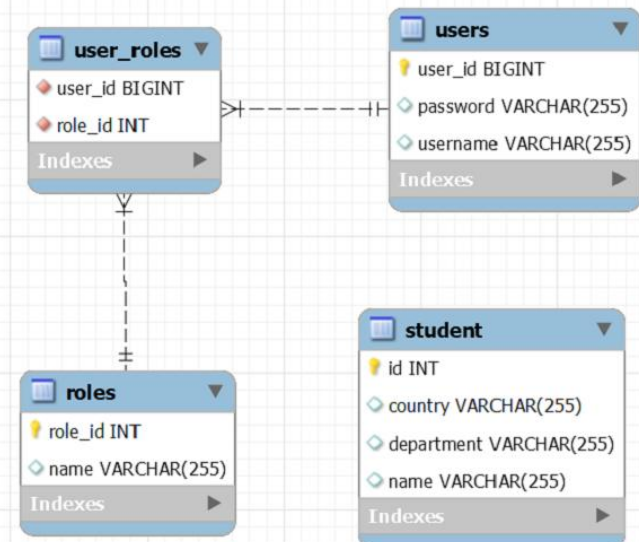 user_roles
user_id BIGINT
role_id INT
Indexes
users
user_id BIGINT
password VARCHAR(255)
username VARCHAR(255)
Indexes
roles
role_id INT
name VARCHAR(255)
Indexes
student
id INT
country VARCHAR(255)
department VARCHAR(255)
name VARCHAR(255)
Indexes